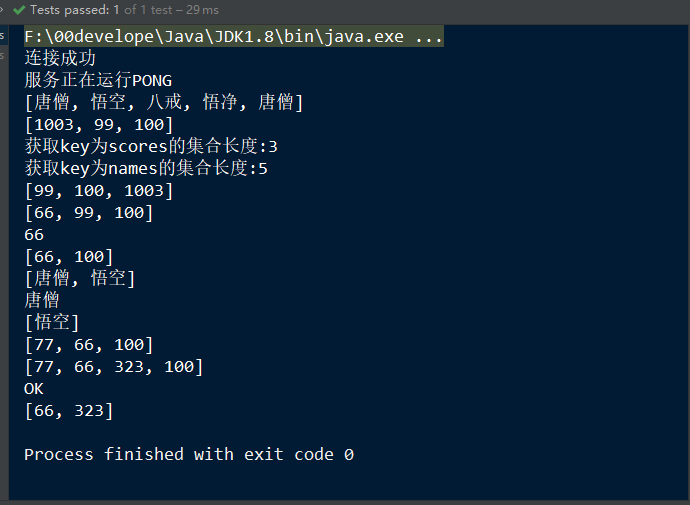 Tests passed: 1 of 1 test – 29 ms
F:\00develope\Java\JDK1.8\bin\java.exe ...
连接成功
服务正在运行PONG
[唐僧, 悟空, 八戒, 悟净, 唐僧]
[1003, 99, 100]
获取key为scores的集合长度:3
获取key为names的集合长度:5
[99, 100, 1003]
[66, 99, 100]
66
[66, 100]
[唐僧, 悟空]
唐僧
[悟空]
[77, 66, 100]
[77, 66, 323, 100]
OK
[66, 323]
Process finished with exit code 0